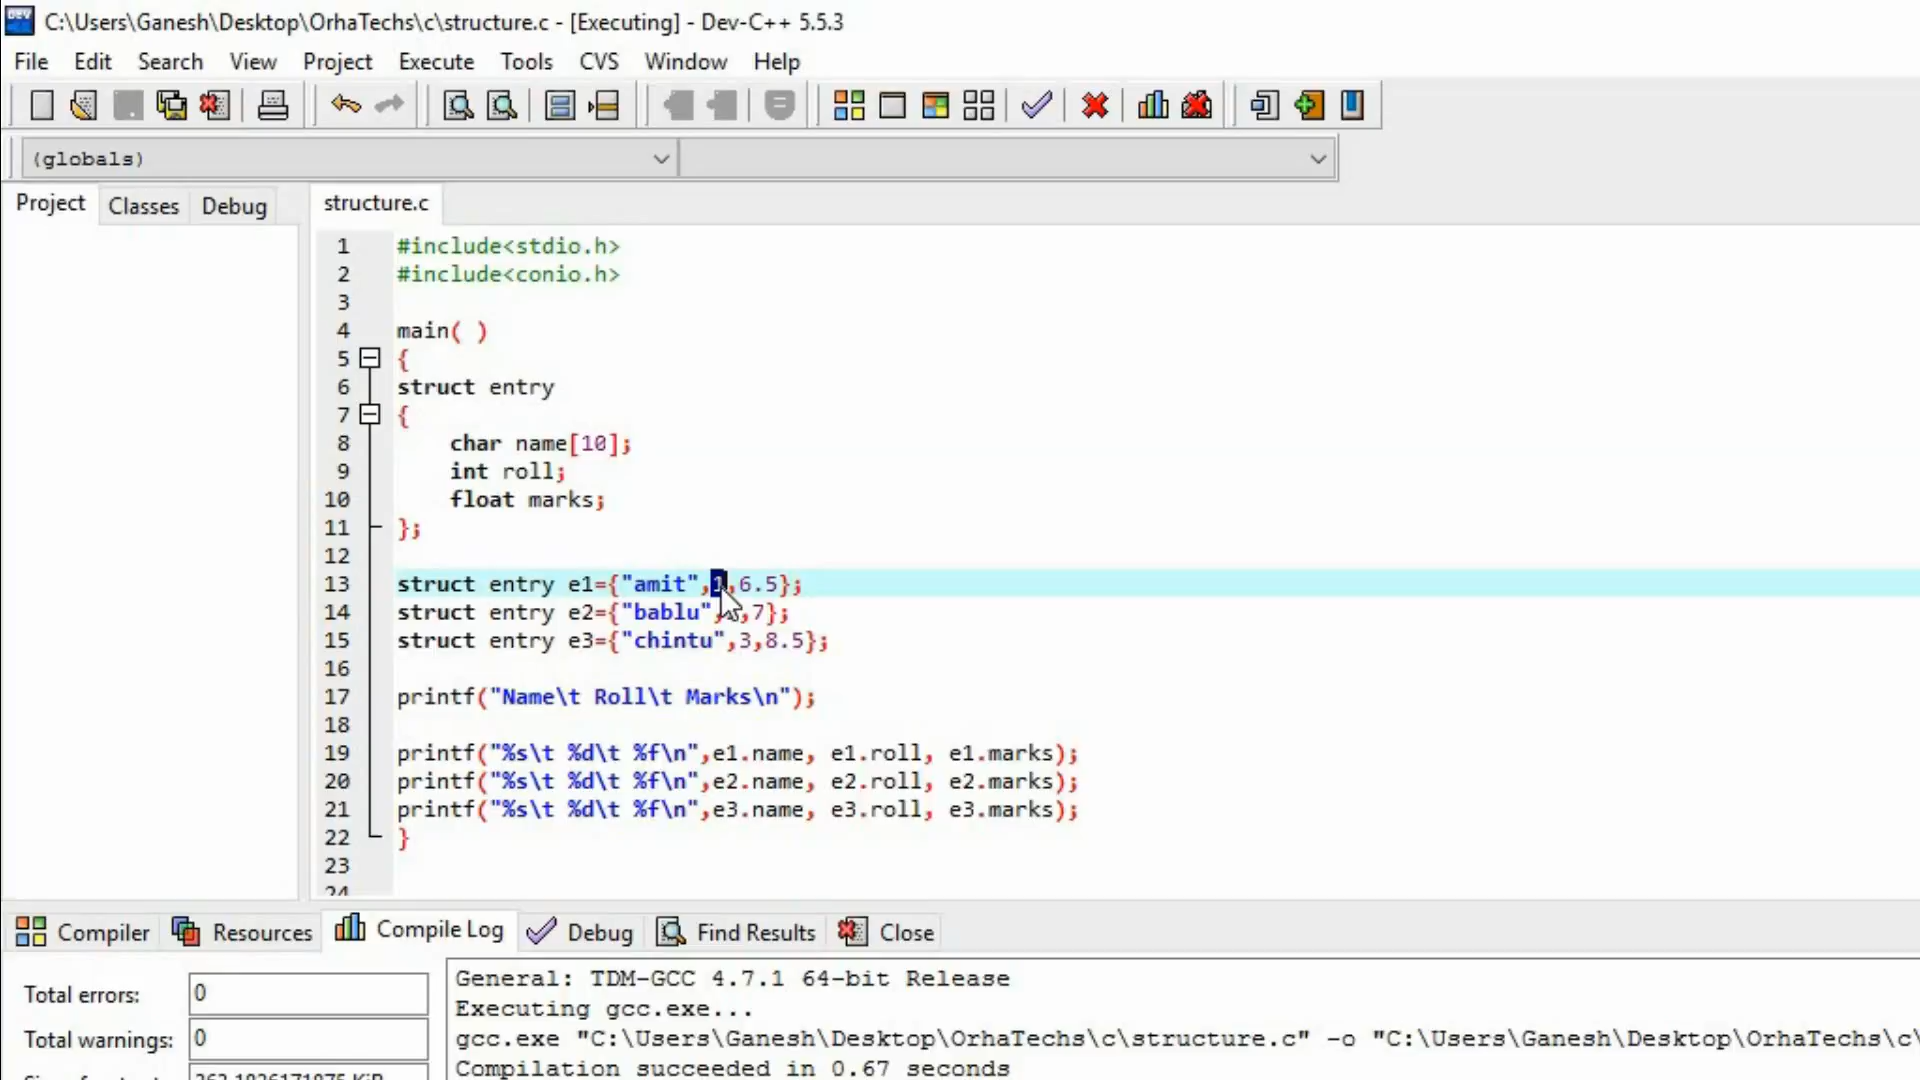 C:\Users\Ganesh\Desktop\OrhaTechs\c\structure.c - [Executing] - Dev-C++ 5.5.3
File Edit Search View Project Execute Tools CVS Window Help
(globals)
Project Classes Debug structure.c
1 #include<stdio.h>
2 #include<conio.h>
3
4 main( )
5 {
6 struct entry
7 {
8 char name[10];
9 int roll;
10 float marks;
11 };
12
13 struct entry e1={"amit",1,6.5};
14 struct entry e2={"bablu", ,7};
15 struct entry e3={"chintu",3,8.5};
16
17 printf("Name\t Roll\t Marks\n");
18
19 printf("%s\t %d\t %f\n",e1.name, e1.roll, e1.marks);
20 printf("%s\t %d\t %f\n",e2.name, e2.roll, e2.marks);
21 printf("%s\t %d\t %f\n",e3.name, e3.roll, e3.marks);
22 }
23
24
Compiler Resources Compile Log Debug Find Results Close
Total errors: 0
Total warnings: 0
General: TDM-GCC 4.7.1 64-bit Release
Executing gcc.exe...
gcc.exe "C:\Users\Ganesh\Desktop\OrhaTechs\c\structure.c" -o "C:\Users\Ganesh\Desktop\OrhaTechs\c\
Compilation succeeded in 0.67 seconds